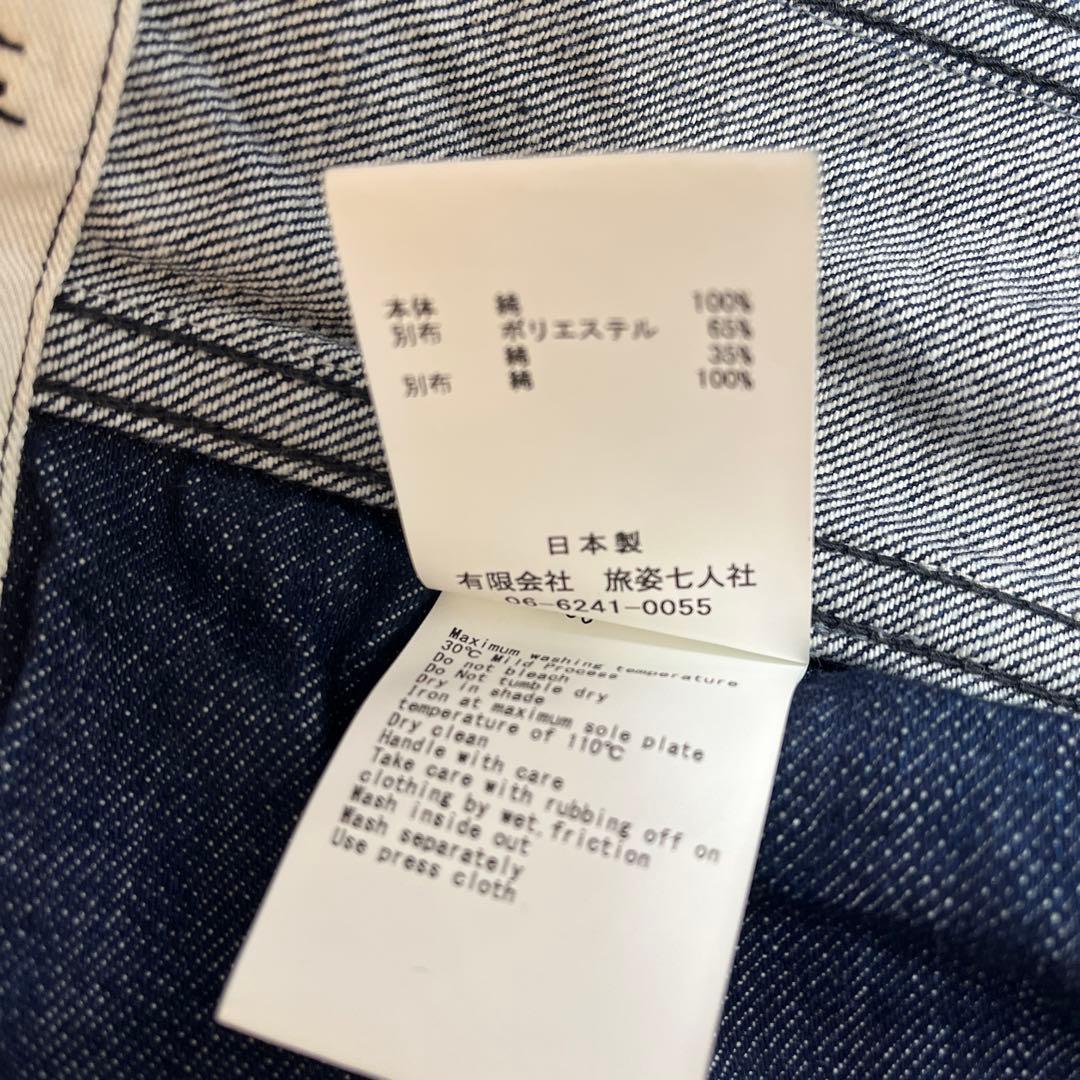 本体 綿 100%
別布 ポリエステル 65%
綿 35%
別布 綿 100%
日本製
有限会社 旅姿七人社
06-6241-0055
Maximum washing temperature
30℃ Mild Process
Do not bleach
Do Not tumble dry
Dry in shade
Iron at maximum sole plate
temperature of 110℃
Dry clean
Handle with care
Take care with rubbing off on
clothing by wet friction
Wash inside out
Wash separately
Use press cloth